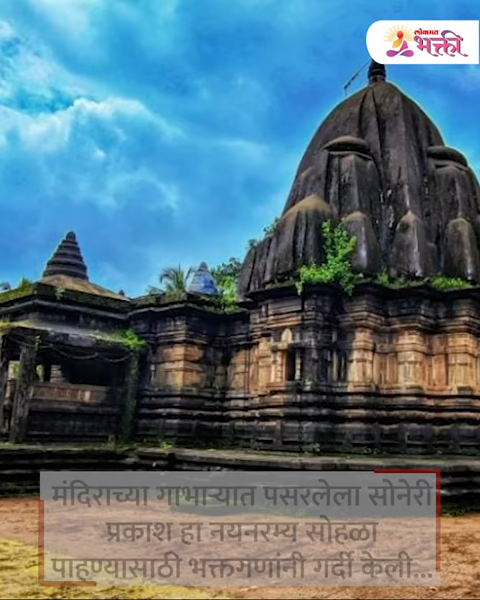 लोकमत
भक्ती
मंदिराच्या गाभाऱ्यात पसरलेला सोनेरी
प्रकाश हा नयनरम्य सोहळा
पाहण्यासाठी भक्तगणांनी गर्दी केली...